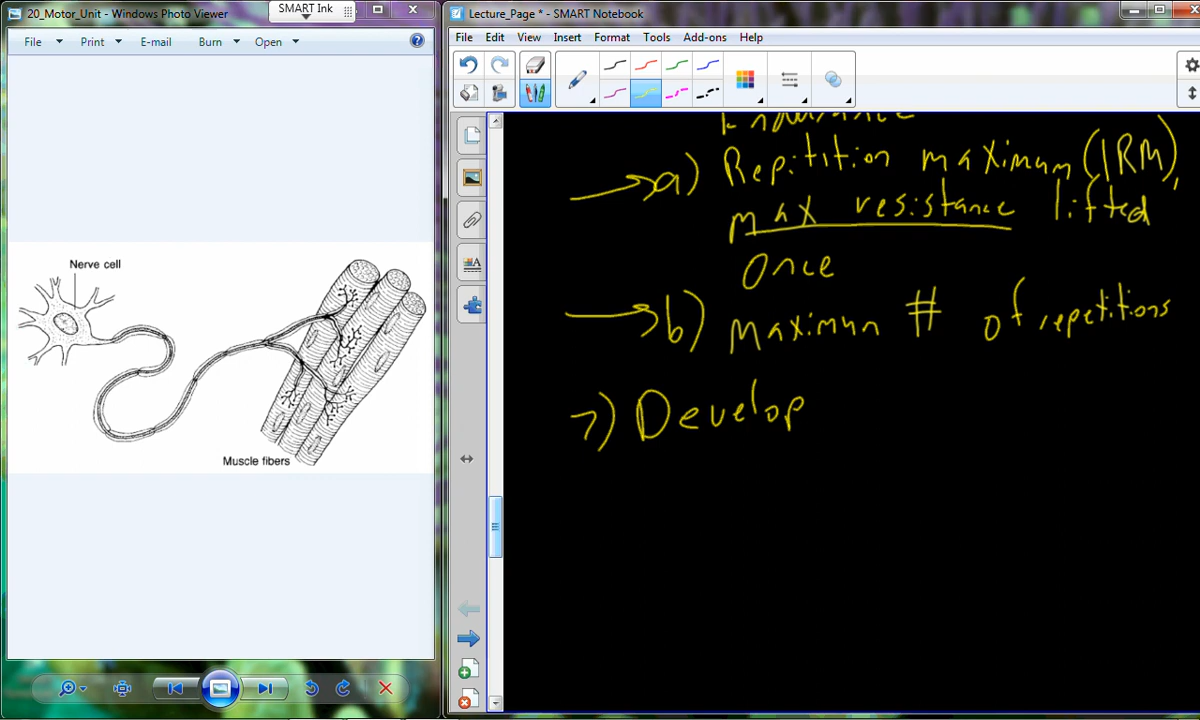 20_Motor_Unit - Windows Photo Viewer
SMART Ink
File Print E-mail Burn Open
Nerve cell
Muscle fibers
Lecture_Page * - SMART Notebook
File Edit View Insert Format Tools Add-ons Help
Endurance
a) Repitition maximum (1RM),
max resistance lifted
once
b) Maximum # of repetitions
7) Develop